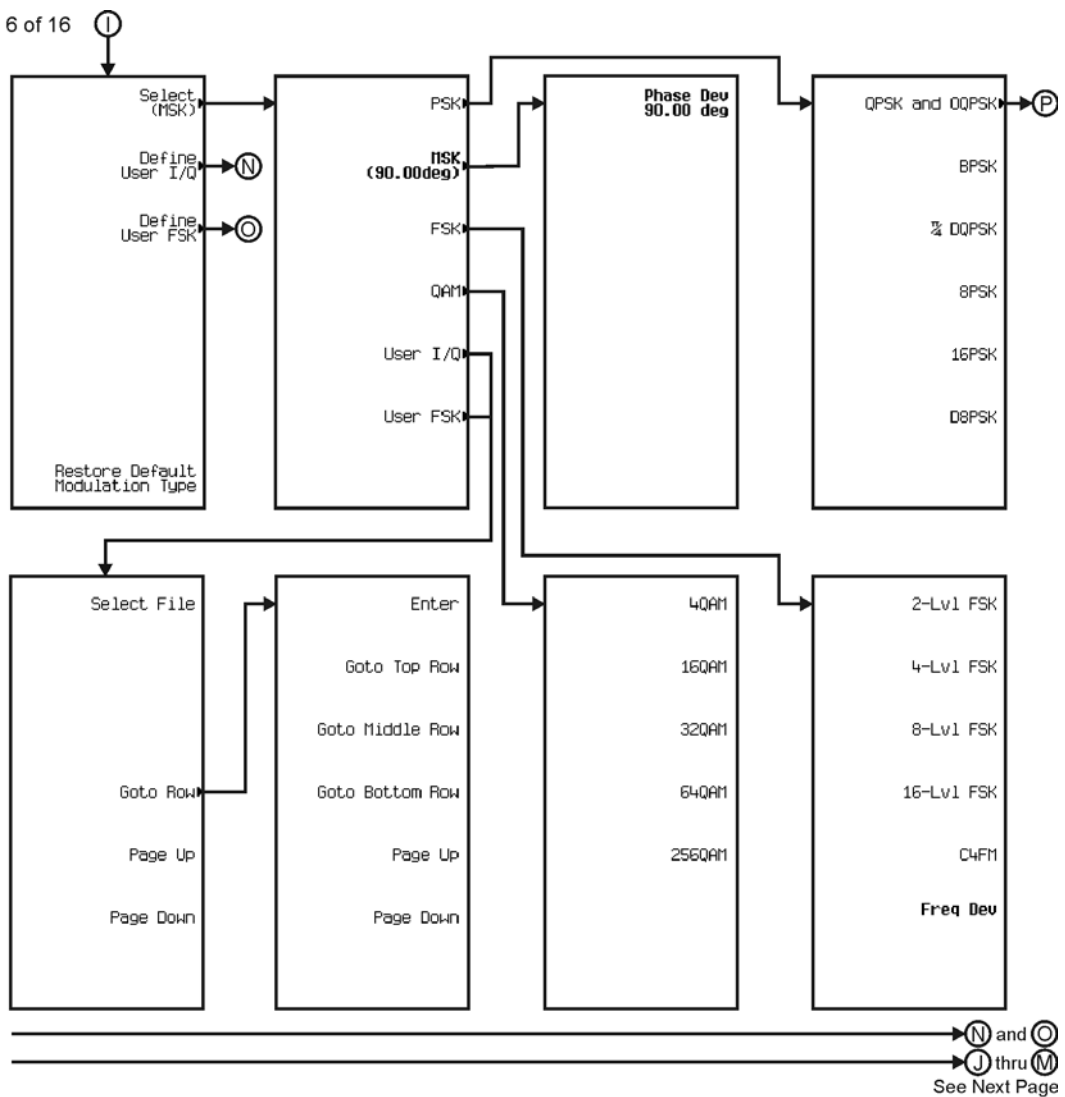 6 of 16
I
Select
(MSK)
Define
User I/Q
N
Define
User FSK
O
Restore Default
Modulation Type
PSK
MSK
(90.00deg)
FSK
QAM
User I/Q
User FSK
Phase Dev
90.00 deg
QPSK and OQPSK
P
BPSK
π/4 DQPSK
8PSK
16PSK
D8PSK
Select File
Goto Row
Page Up
Page Down
Enter
Goto Top Row
Goto Middle Row
Goto Bottom Row
Page Up
Page Down
4QAM
16QAM
32QAM
64QAM
256QAM
2-Lvl FSK
4-Lvl FSK
8-Lvl FSK
16-Lvl FSK
C4FM
Freq Dev
N and O
J thru M
See Next Page